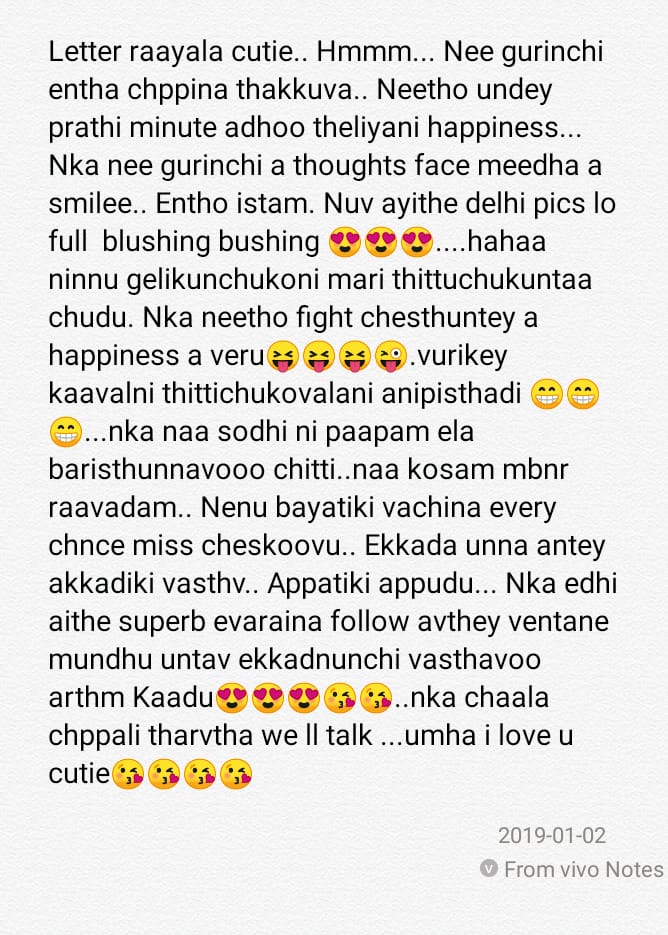 Letter raayala cutie.. Hmmm... Nee gurinchi
entha chppina thakkuva.. Neetho undey
prathi minute adhoo theliyani happiness...
Nka nee gurinchi a thoughts face meedha a
smilee.. Entho istam. Nuv ayithe delhi pics lo
full  blushing bushing 😍😍😍....hahaa
ninnu gelikunchukoni mari thittuchukuntaa
chudu. Nka neetho fight chesthuntey a
happiness a veru😝😝😝😜.vurikey
kaavalni thittichukovalani anipisthadi 😁😁
😁...nka naa sodhi ni paapam ela
baristhunnavooo chitti..naa kosam mbnr
raavadam.. Nenu bayatiki vachina every
chnce miss cheskoovu.. Ekkada unna antey
akkadiki vasthv.. Appatiki appudu... Nka edhi
aithe superb evaraina follow avthey ventane
mundhu untav ekkadnunchi vasthavoo
arthm Kaadu😍😍😍😘😘..nka chaala
chppali tharvtha we ll talk ...umha i love u
cutie😘😘😘😘
2019-01-02
From vivo Notes